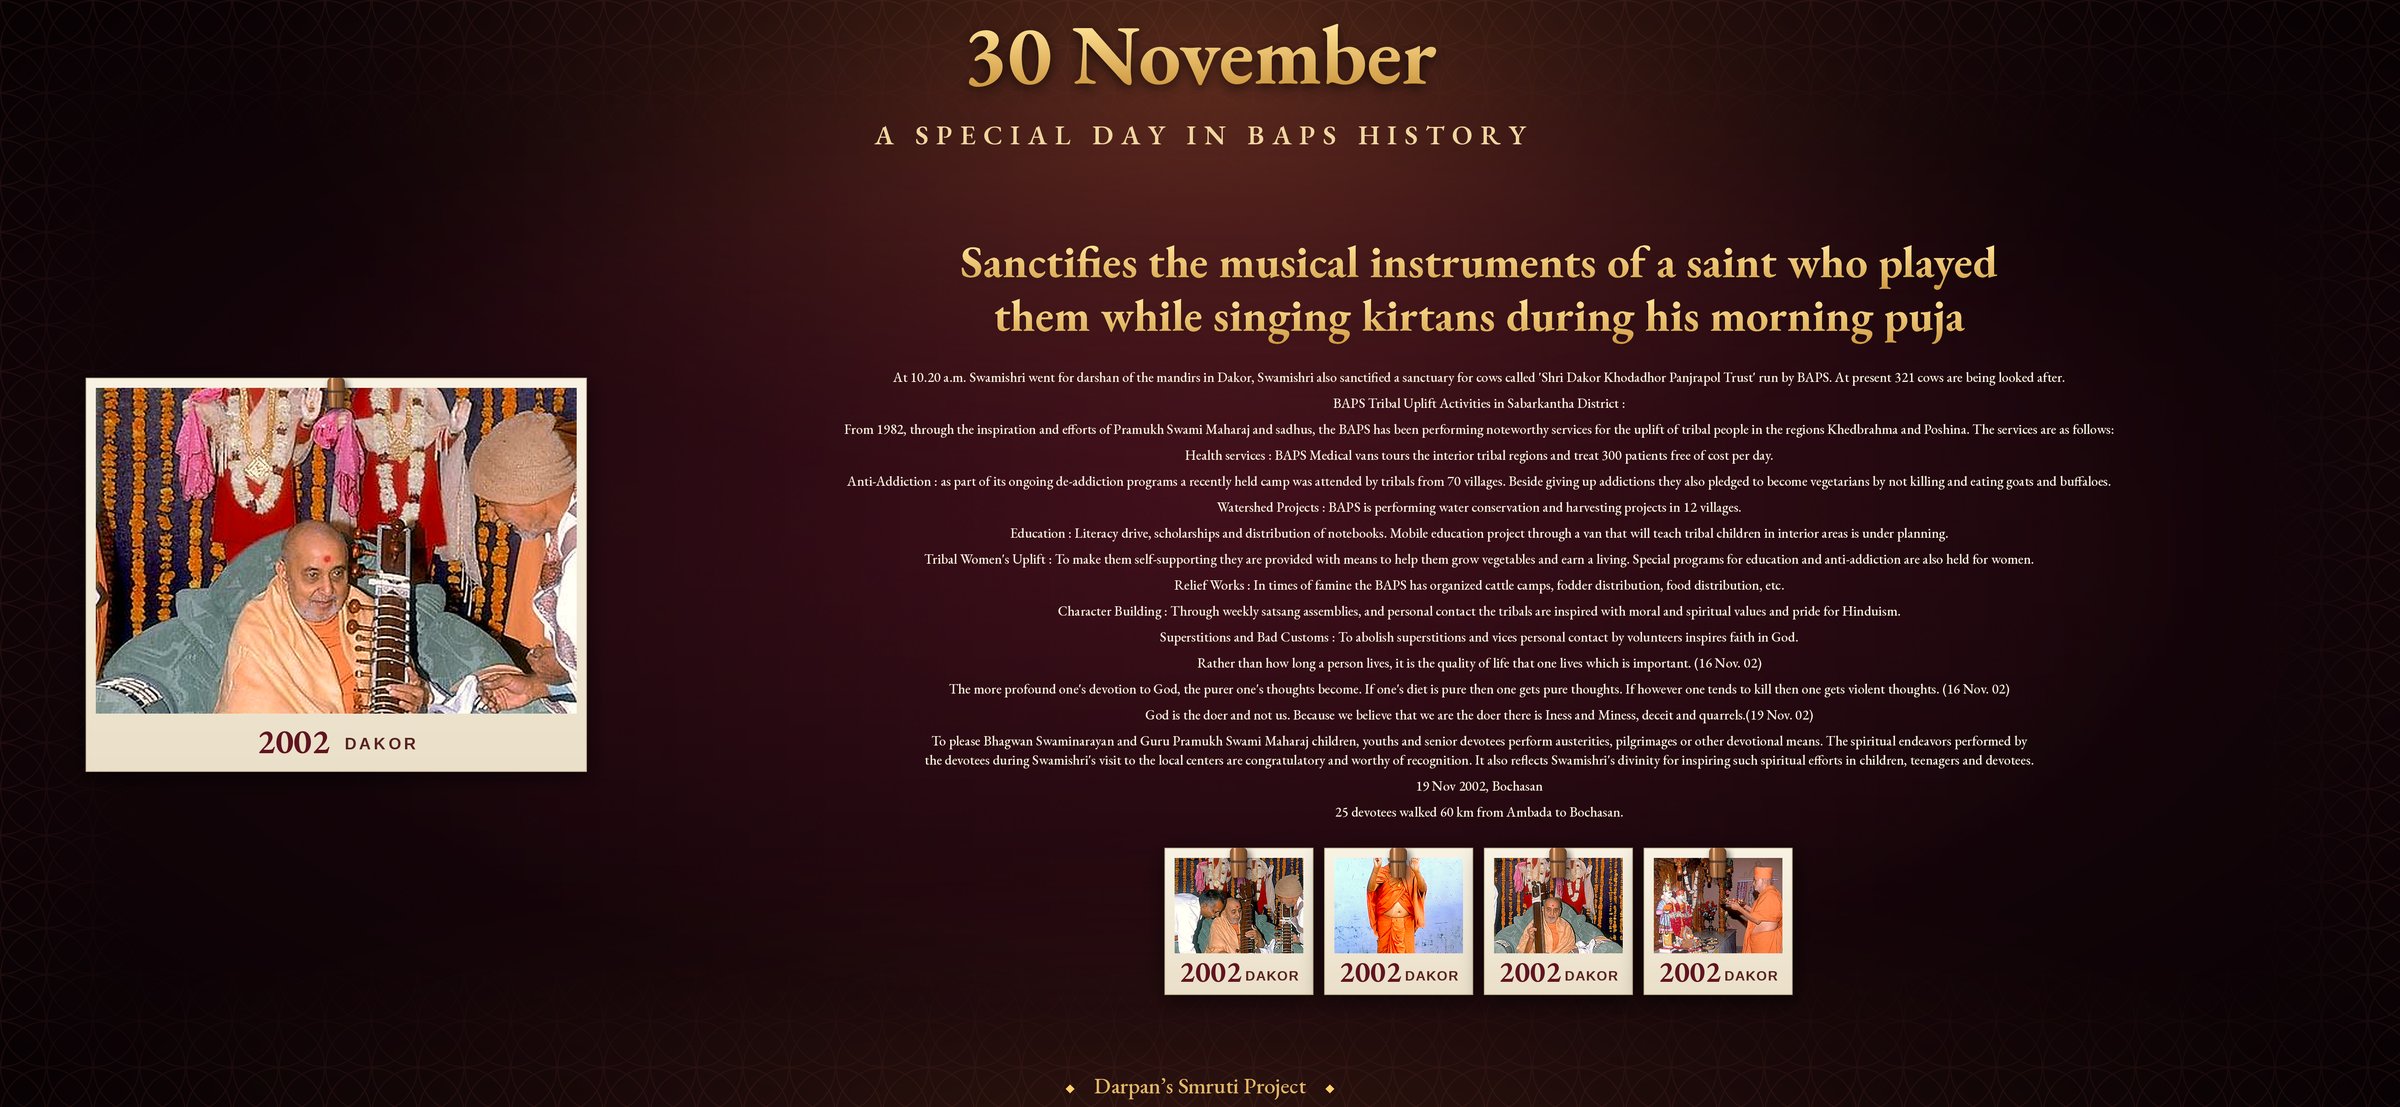 30 November
A SPECIAL DAY IN BAPS HISTORY
Sanctifies the musical instruments of a saint who played
them while singing kirtans during his morning puja
At 10.20 a.m. Swamishri went for darshan of the mandirs in Dakor, Swamishri also sanctified a sanctuary for cows called 'Shri Dakor Khodadhor Panjrapol Trust' run by BAPS. At present 321 cows are being looked after.
BAPS Tribal Uplift Activities in Sabarkantha District :
From 1982, through the inspiration and efforts of Pramukh Swami Maharaj and sadhus, the BAPS has been performing noteworthy services for the uplift of tribal people in the regions Khedbrahma and Poshina. The services are as follows:
Health services : BAPS Medical vans tours the interior tribal regions and treat 300 patients free of cost per day.
Anti-Addiction : as part of its ongoing de-addiction programs a recently held camp was attended by tribals from 70 villages. Beside giving up addictions they also pledged to become vegetarians by not killing and eating goats and buffaloes.
Watershed Projects : BAPS is performing water conservation and harvesting projects in 12 villages.
Education : Literacy drive, scholarships and distribution of notebooks. Mobile education project through a van that will teach tribal children in interior areas is under planning.
Tribal Women's Uplift : To make them self-supporting they are provided with means to help them grow vegetables and earn a living. Special programs for education and anti-addiction are also held for women.
Relief Works : In times of famine the BAPS has organized cattle camps, fodder distribution, food distribution, etc.
Character Building : Through weekly satsang assemblies, and personal contact the tribals are inspired with moral and spiritual values and pride for Hinduism.
Superstitions and Bad Customs : To abolish superstitions and vices personal contact by volunteers inspires faith in God.
Rather than how long a person lives, it is the quality of life that one lives which is important. (16 Nov. 02)
The more profound one's devotion to God, the purer one's thoughts become. If one's diet is pure then one gets pure thoughts. If however one tends to kill then one gets violent thoughts. (16 Nov. 02)
God is the doer and not us. Because we believe that we are the doer there is Iness and Miness, deceit and quarrels.(19 Nov. 02)
To please Bhagwan Swaminarayan and Guru Pramukh Swami Maharaj children, youths and senior devotees perform austerities, pilgrimages or other devotional means. The spiritual endeavors performed by
the devotees during Swamishri's visit to the local centers are congratulatory and worthy of recognition. It also reflects Swamishri's divinity for inspiring such spiritual efforts in children, teenagers and devotees.
19 Nov 2002, Bochasan
25 devotees walked 60 km from Ambada to Bochasan.
2002 DAKOR
2002 DAKOR
2002 DAKOR
2002 DAKOR
2002 DAKOR
Darpan’s Smruti Project